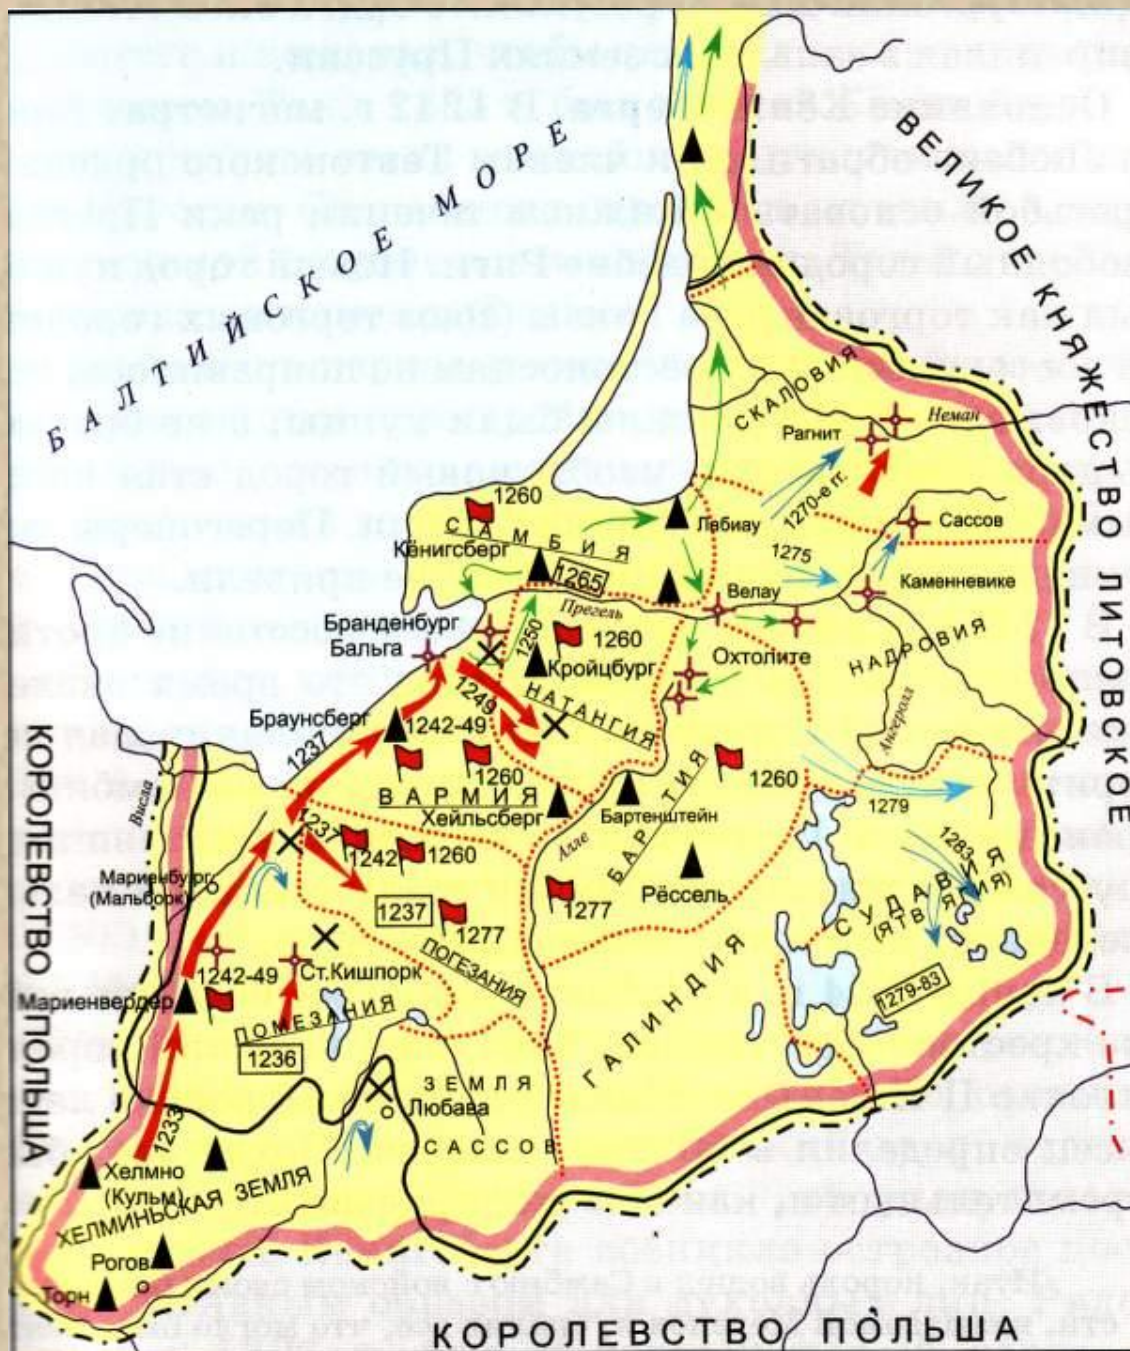 БАЛТИЙСКОЕ МОРЕ
ВЕЛИКОЕ КНЯЖЕСТВО ЛИТОВСКОЕ
СКАЛОВИЯ
Неман
Рагнит
1270-е гг.
1260
САМБИЯ
Лабиау
Сассов
Кёнигсберг
1265
1275
Каменневике
Прегель
Велау
Бранденбург
1250
1260
Бальга
Охтолите
НАДРОВИЯ
Кройцбург
1249
НАТАНГИЯ
Ангеролл
Браунсберг
1242-49
1237
1260
1260
ВАРМИЯ
БАРТИЯ
1279
КОРОЛЕВСТВО ПОЛЬША
Висла
Хейльсберг
Бартенштейн
1237
1242
1260
Алле
1283
Мариенбург
(Мальборк)
Рёссель
СУДАВИЯ
(ЯТВЯГИЯ)
1237
1277
1277
ПОГЕЗАНИЯ
1242-49
Ст.Кишпорк
ГАЛИНДИЯ
1279-83
Мариенвердер
ПОМЕЗАНИЯ
1236
ЗЕМЛЯ
Любава
САССОВ
1233
Хелмно
(Кульм)
ХЕЛМИНЬСКАЯ ЗЕМЛЯ
Рогов
Торн
КОРОЛЕВСТВО ПОЛЬША